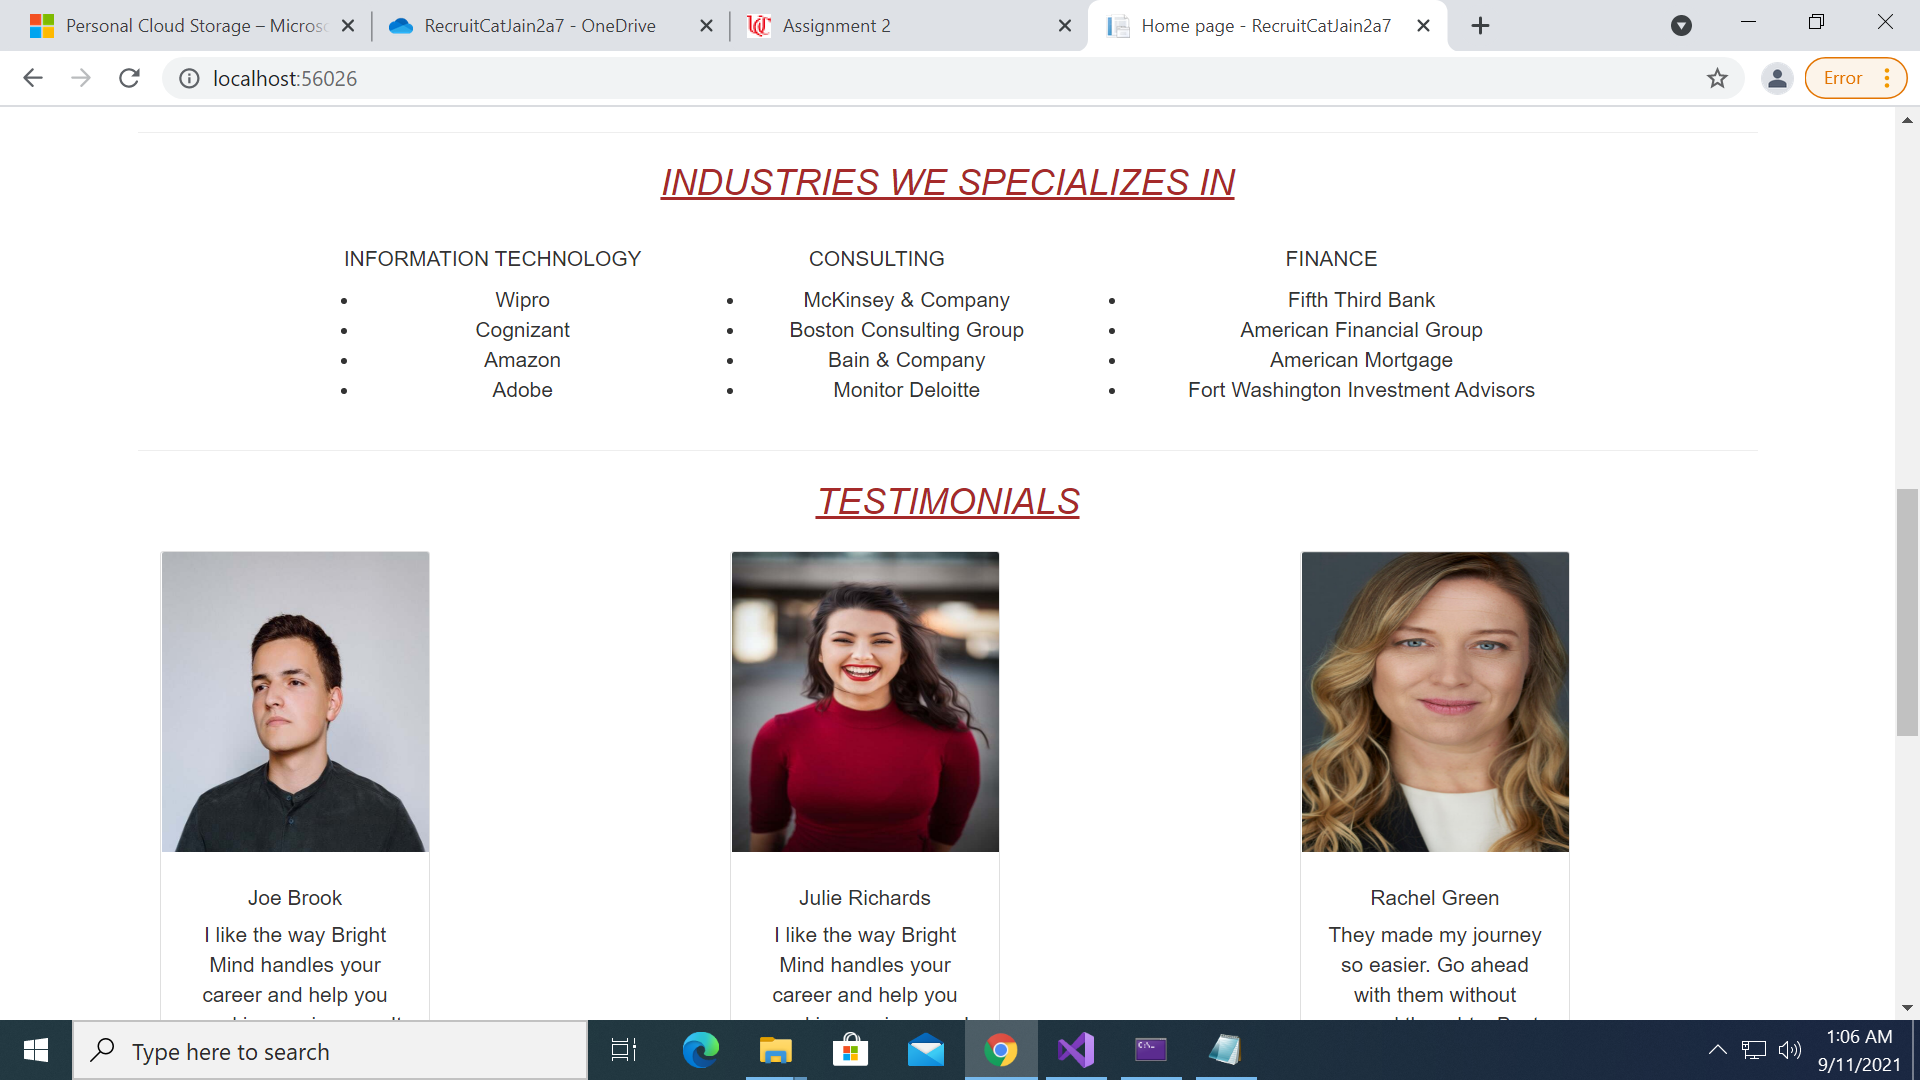 Personal Cloud Storage – Micros
RecruitCatJain2a7 - OneDrive
Assignment 2
Home page - RecruitCatJain2a7
localhost:56026
Error
INDUSTRIES WE SPECIALIZES IN
INFORMATION TECHNOLOGY
Wipro
Cognizant
Amazon
Adobe
CONSULTING
McKinsey & Company
Boston Consulting Group
Bain & Company
Monitor Deloitte
FINANCE
Fifth Third Bank
American Financial Group
American Mortgage
Fort Washington Investment Advisors
TESTIMONIALS
Joe Brook
I like the way Bright
Mind handles your
career and help you
Julie Richards
I like the way Bright
Mind handles your
career and help you
Rachel Green
They made my journey
so easier. Go ahead
with them without
Type here to search
1:06 AM
9/11/2021